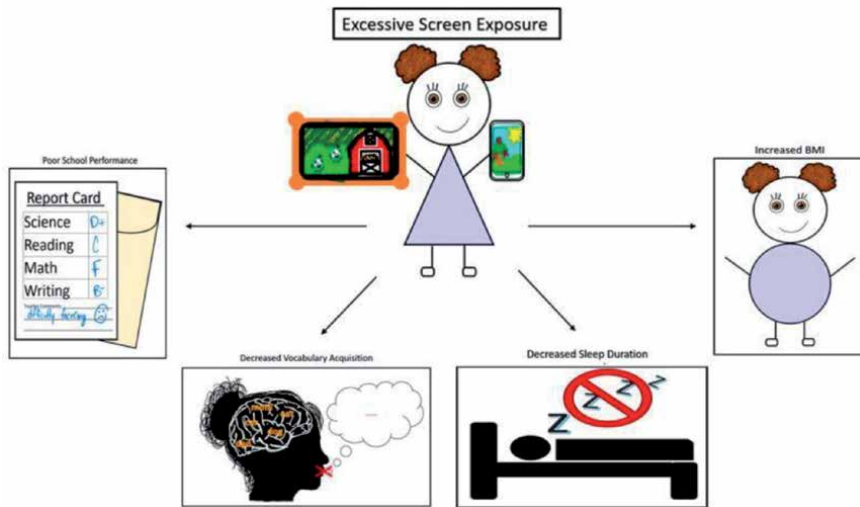 Excessive Screen Exposure
Poor School Performance
Report Card
Science D+
Reading C
Math F
Writing B-
Increased BMI
Decreased Vocabulary Acquisition
Decreased Sleep Duration
Z Z Z Z